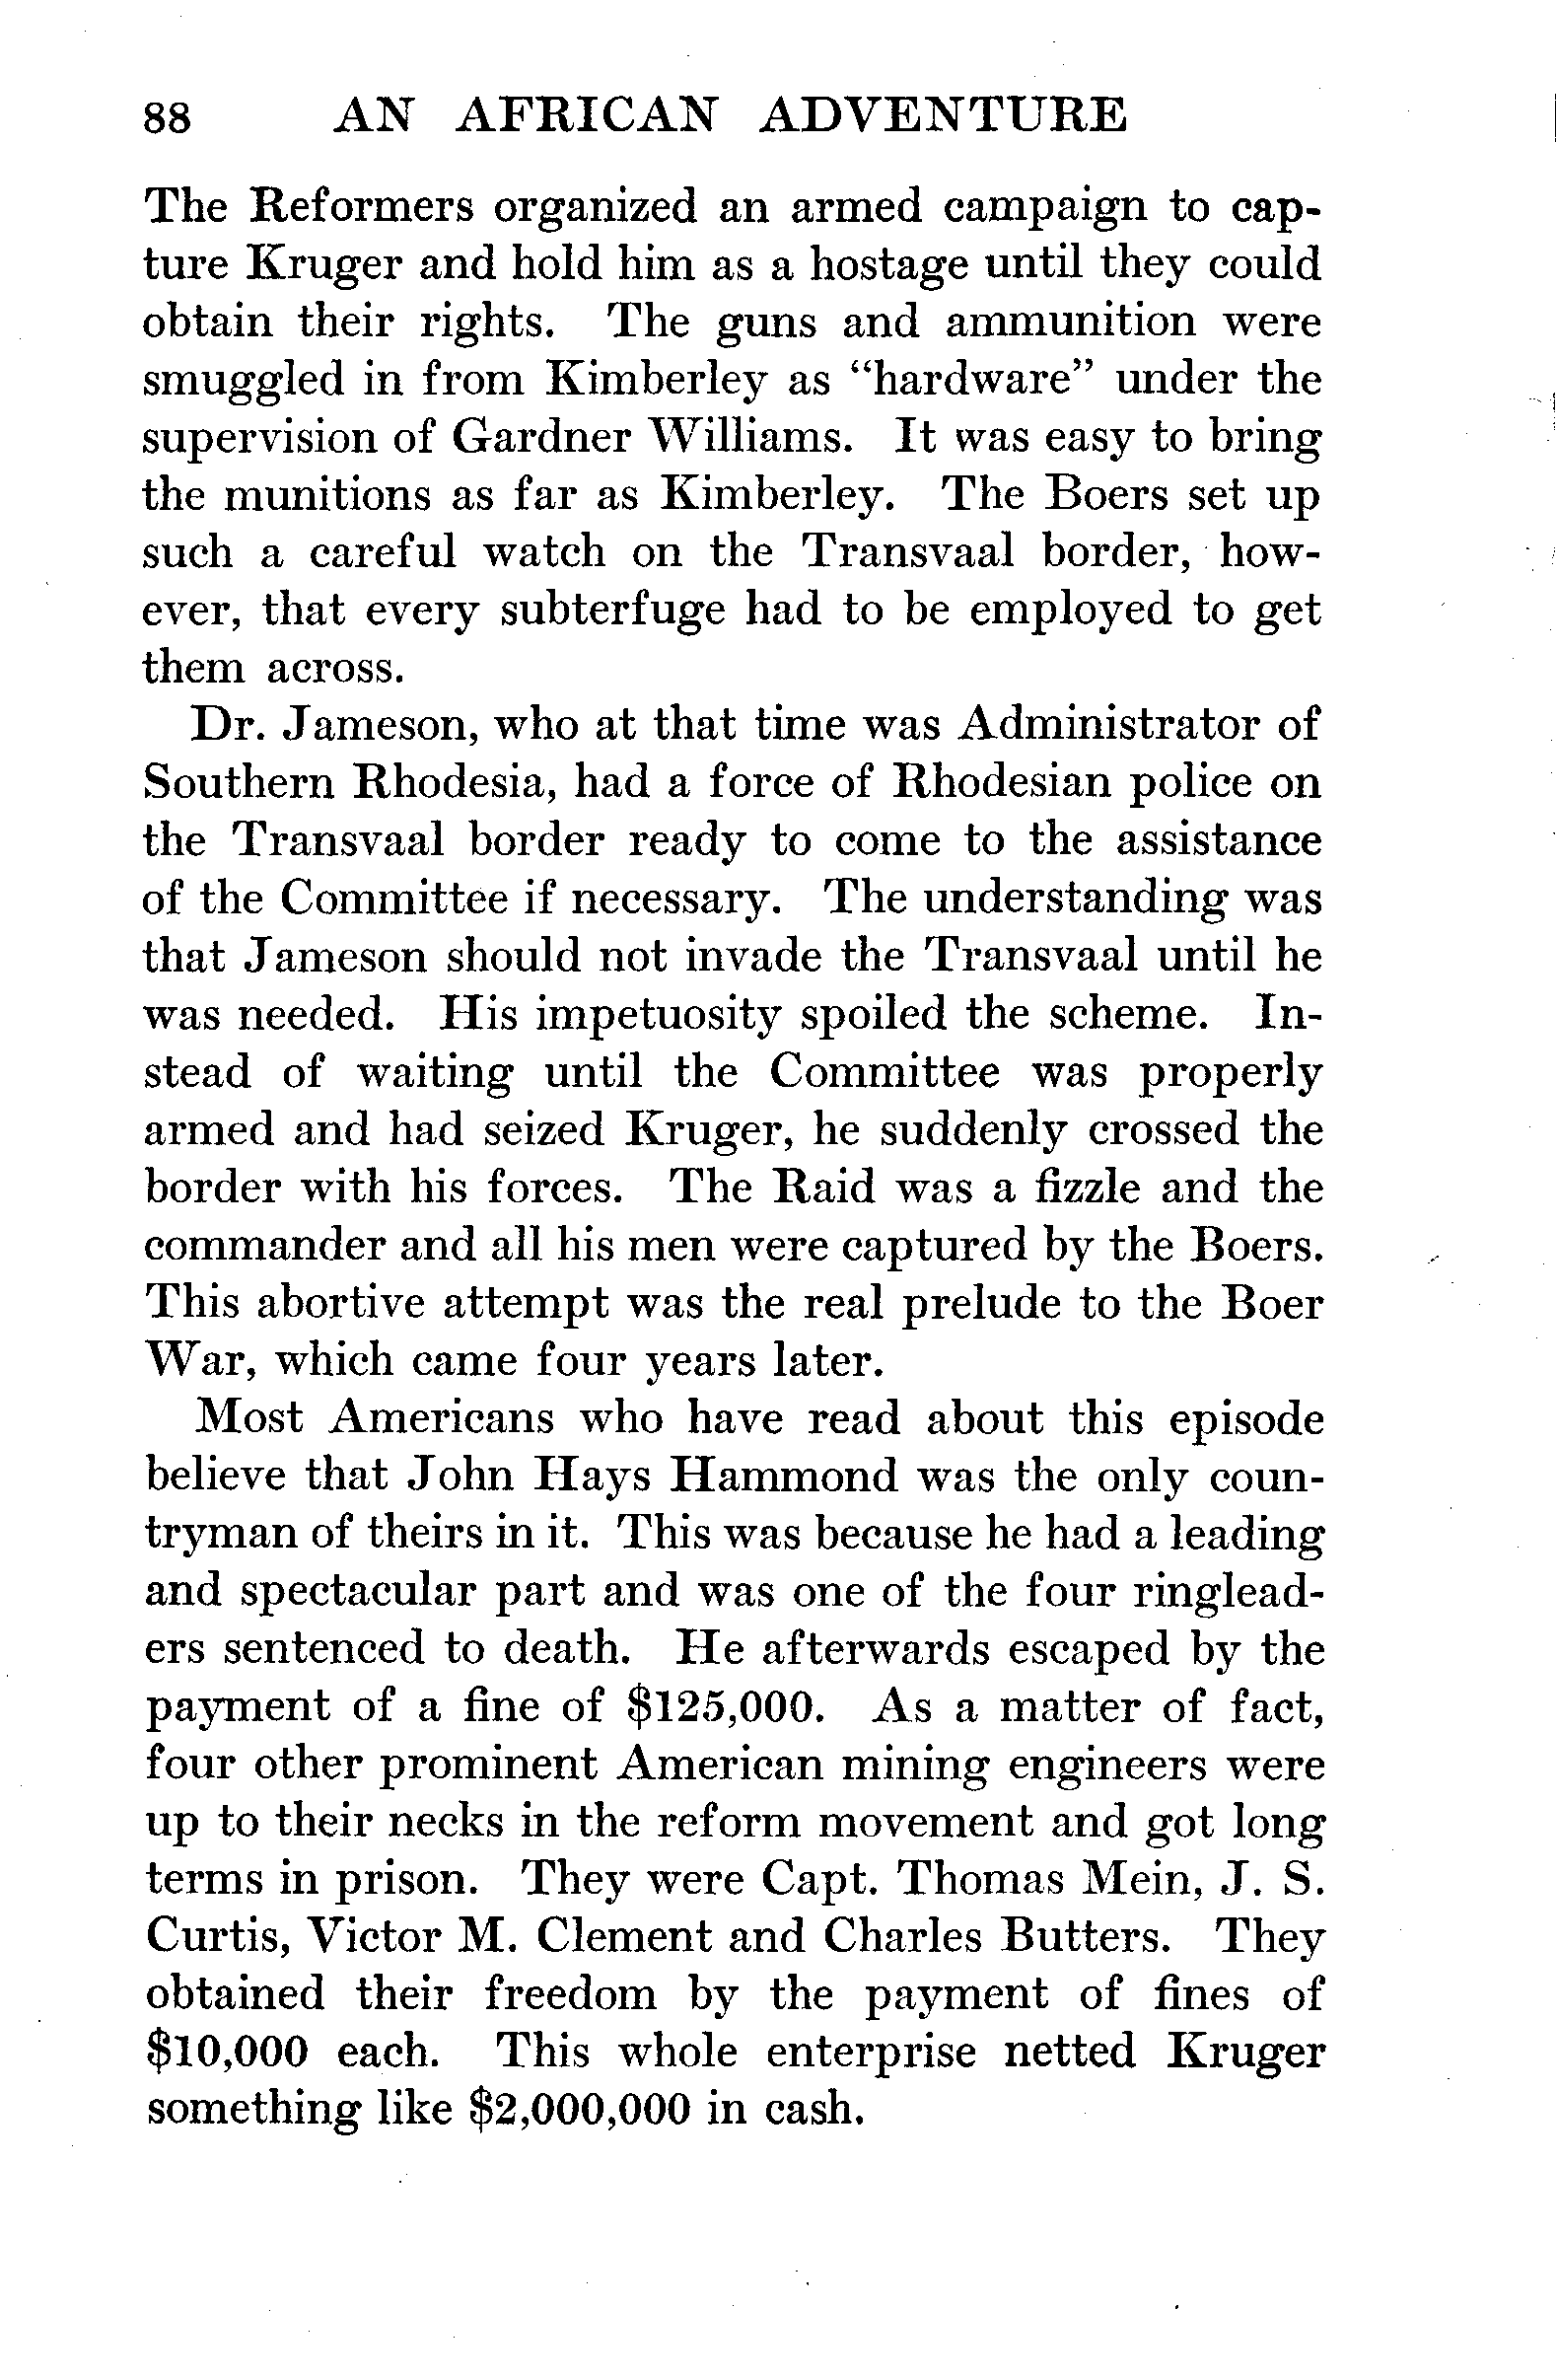 88 AN AFRICAN ADVENTURE
The Reformers organized an armed campaign to cap-
ture Kruger and hold him as a hostage until they could
obtain their rights. The guns and ammunition were
smuggled in from Kimberley as "hardware" under the
supervision of Gardner Williams. It was easy to bring
the munitions as far as Kimberley. The Boers set up
such a careful watch on the Transvaal border, how-
ever, that every subterfuge had to be employed to get
them across.
Dr. Jameson, who at that time was Administrator of
Southern Rhodesia, had a force of Rhodesian police on
the Transvaal border ready to come to the assistance
of the Committee if necessary. The understanding was
that Jameson should not invade the Transvaal until he
was needed. His impetuosity spoiled the scheme. In-
stead of waiting until the Committee was properly
armed and had seized Kruger, he suddenly crossed the
border with his forces. The Raid was a fizzle and the
commander and all his men were captured by the Boers.
This abortive attempt was the real prelude to the Boer
War, which came four years later.
Most Americans who have read about this episode
believe that John Hays Hammond was the only coun-
tryman of theirs in it. This was because he had a leading
and spectacular part and was one of the four ringlead-
ers sentenced to death. He afterwards escaped by the
payment of a fine of $125,000. As a matter of fact,
four other prominent American mining engineers were
up to their necks in the reform movement and got long
terms in prison. They were Capt. Thomas Mein, J. S.
Curtis, Victor M. Clement and Charles Butters. They
obtained their freedom by the payment of fines of
$10,000 each. This whole enterprise netted Kruger
something like $2,000,000 in cash.